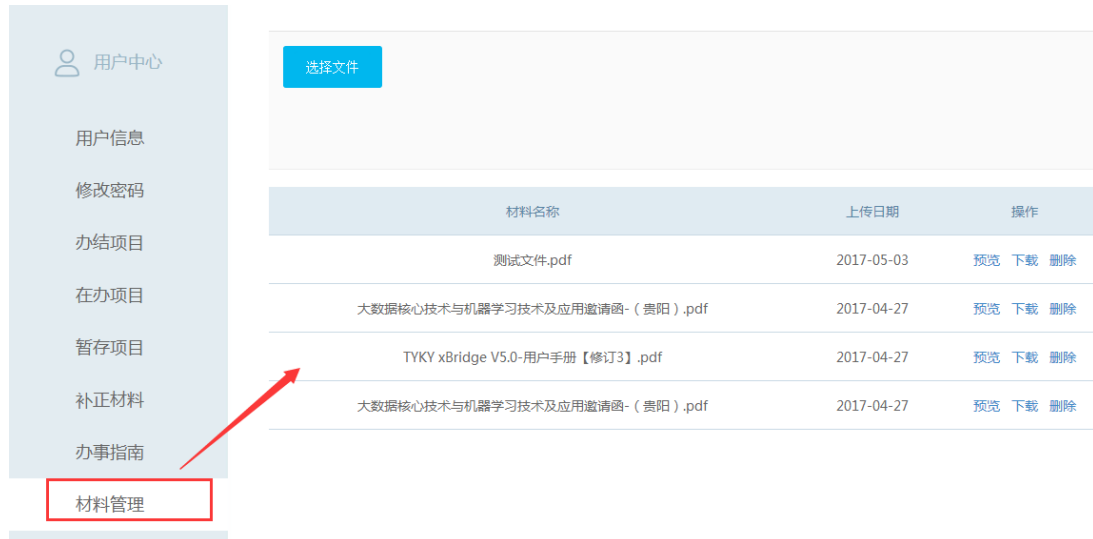 用户中心
用户信息
修改密码
办结项目
在办项目
暂存项目
补正材料
办事指南
材料管理
选择文件
材料名称 上传日期 操作
测试文件.pdf 2017-05-03 预览 下载 删除
大数据核心技术与机器学习技术及应用邀请函-（贵阳）.pdf 2017-04-27 预览 下载 删除
TYKY xBridge V5.0-用户手册【修订3】.pdf 2017-04-27 预览 下载 删除
大数据核心技术与机器学习技术及应用邀请函-（贵阳）.pdf 2017-04-27 预览 下载 删除